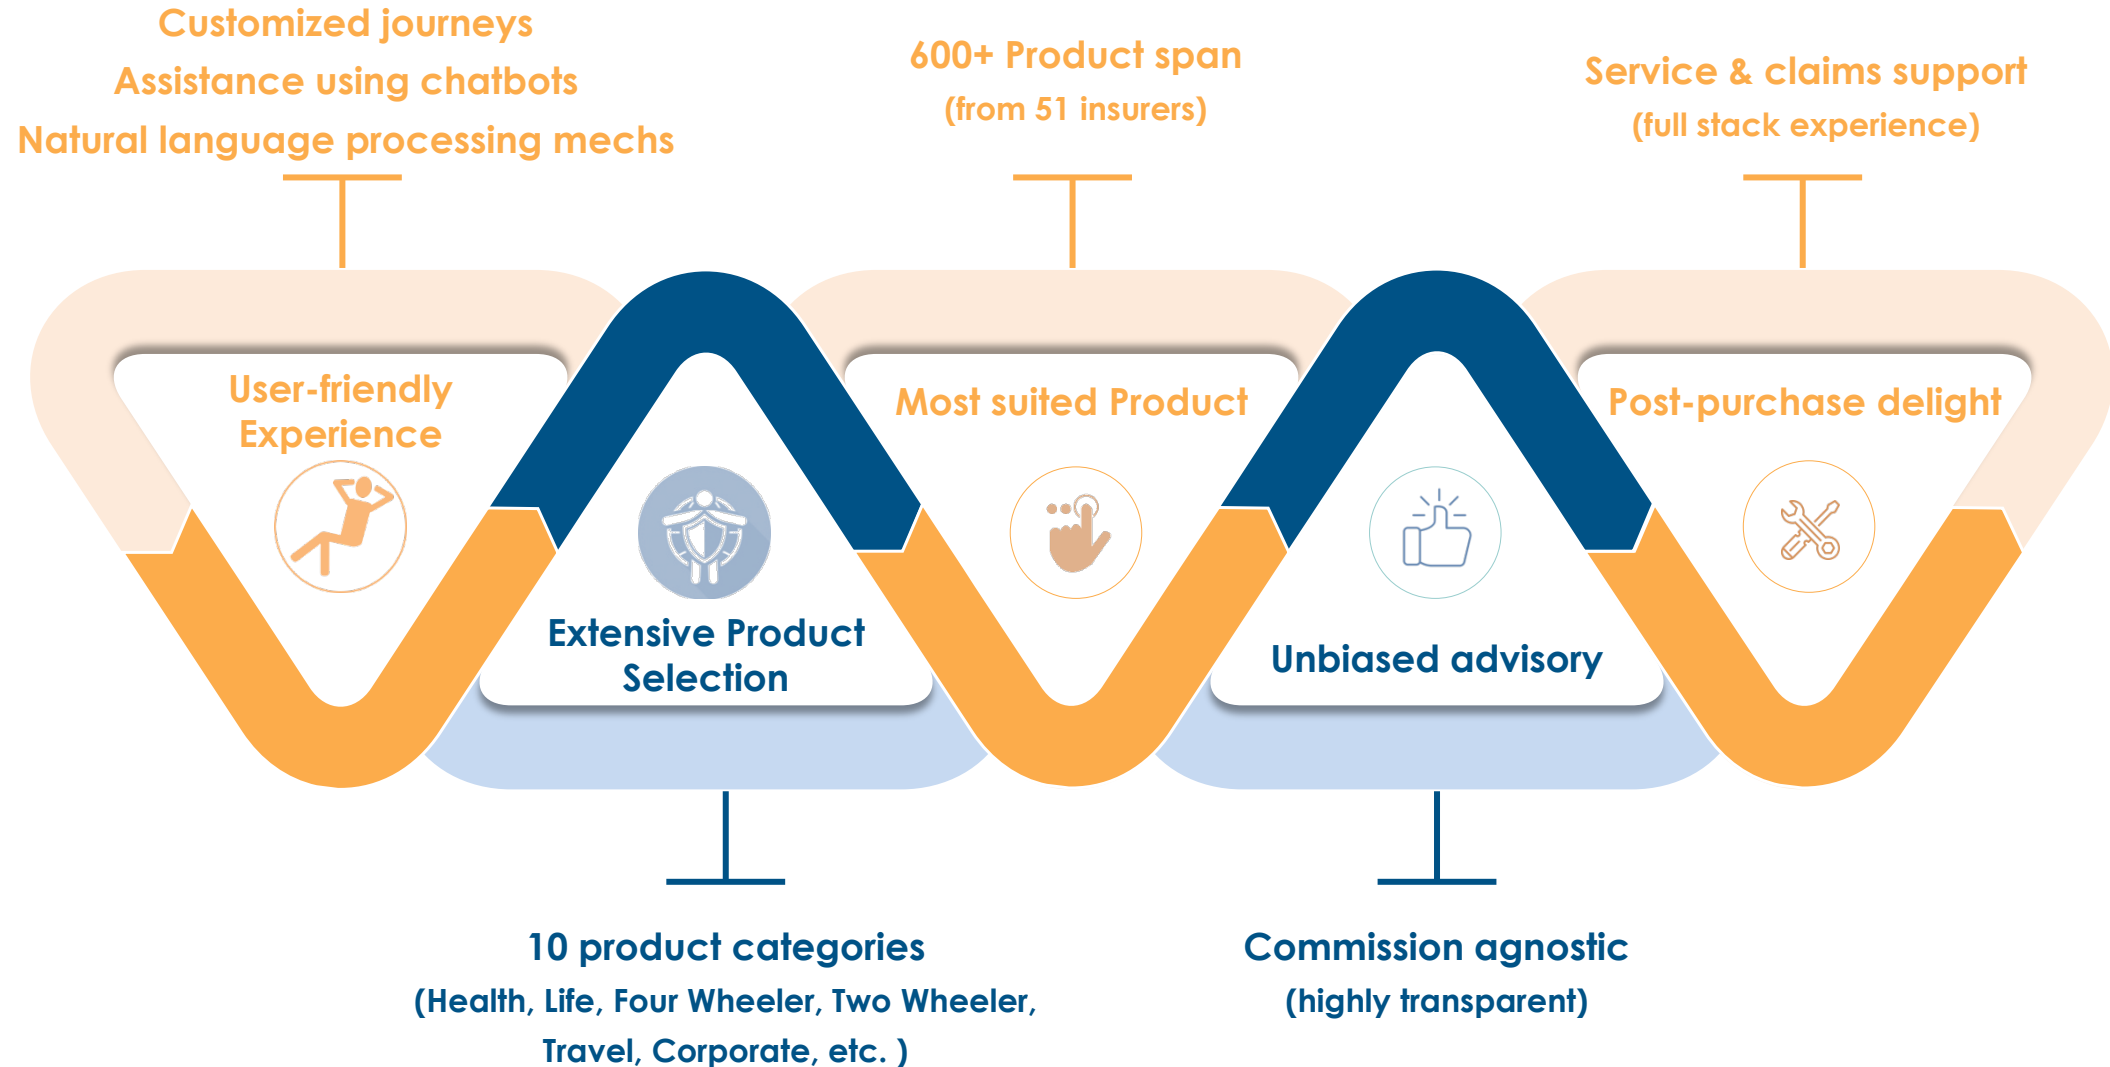 Customized journeys
Assistance using chatbots
Natural language processing mechs
600+ Product span
(from 51 insurers)
Service & claims support
(full stack experience)
User-friendly
Experience
Extensive Product
Selection
Most suited Product
Unbiased advisory
Post-purchase delight
10 product categories
(Health, Life, Four Wheeler, Two Wheeler,
Travel, Corporate, etc. )
Commission agnostic
(highly transparent)